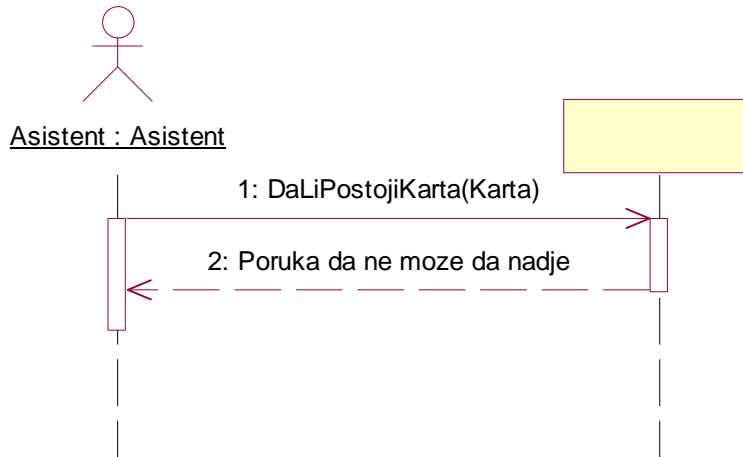 Asistent : Asistent
1: DaLiPostojiKarta(Karta)
2: Poruka da ne moze da nadje